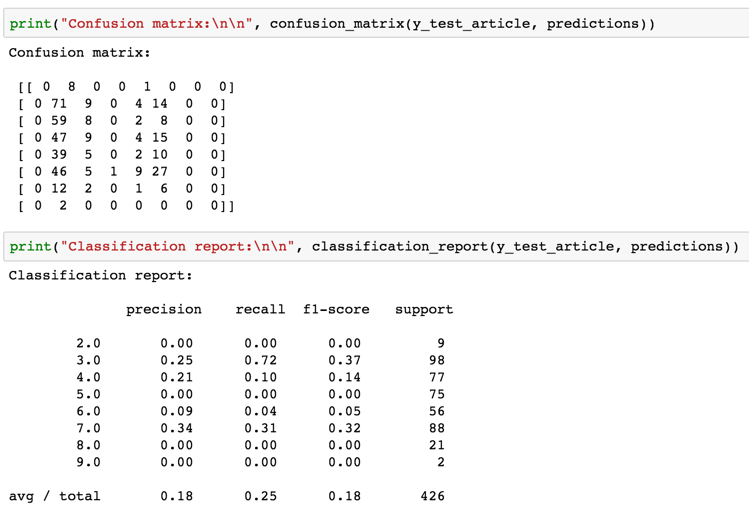 print("Confusion matrix:\n\n", confusion_matrix(y_test_article, predictions))
Confusion matrix:
[[ 0 8 0 0 1 0 0 0]
[ 0 71 9 0 4 14 0 0]
[ 0 59 8 0 2 8 0 0]
[ 0 47 9 0 4 15 0 0]
[ 0 39 5 0 2 10 0 0]
[ 0 46 5 1 9 27 0 0]
[ 0 12 2 0 1 6 0 0]
[ 0 2 0 0 0 0 0 0]]
print("Classification report:\n\n", classification_report(y_test_article, predictions))
Classification report:
precision recall f1-score support
2.0 0.00 0.00 0.00 9
3.0 0.25 0.72 0.37 98
4.0 0.21 0.10 0.14 77
5.0 0.00 0.00 0.00 75
6.0 0.09 0.04 0.05 56
7.0 0.34 0.31 0.32 88
8.0 0.00 0.00 0.00 21
9.0 0.00 0.00 0.00 2
avg / total 0.18 0.25 0.18 426